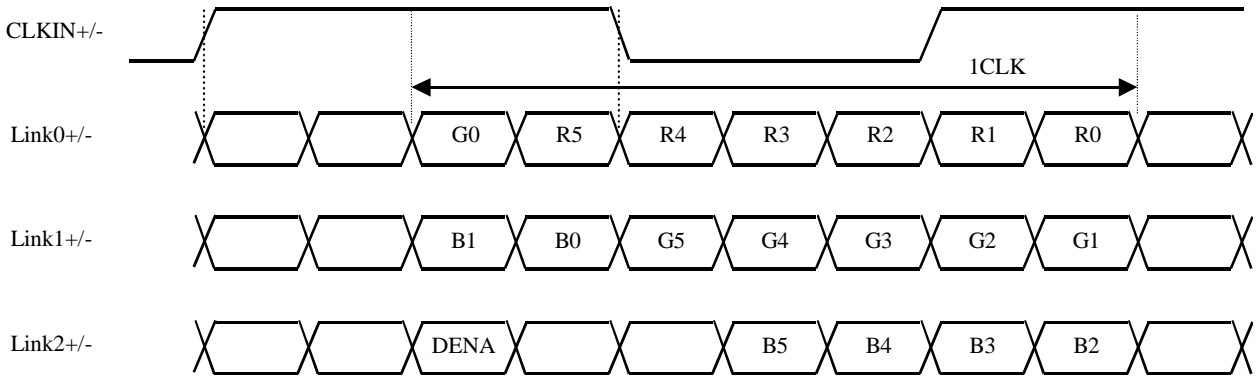 CLKIN+/-
1CLK
Link0+/- G0 R5 R4 R3 R2 R1 R0
Link1+/- B1 B0 G5 G4 G3 G2 G1
Link2+/- DENA B5 B4 B3 B2